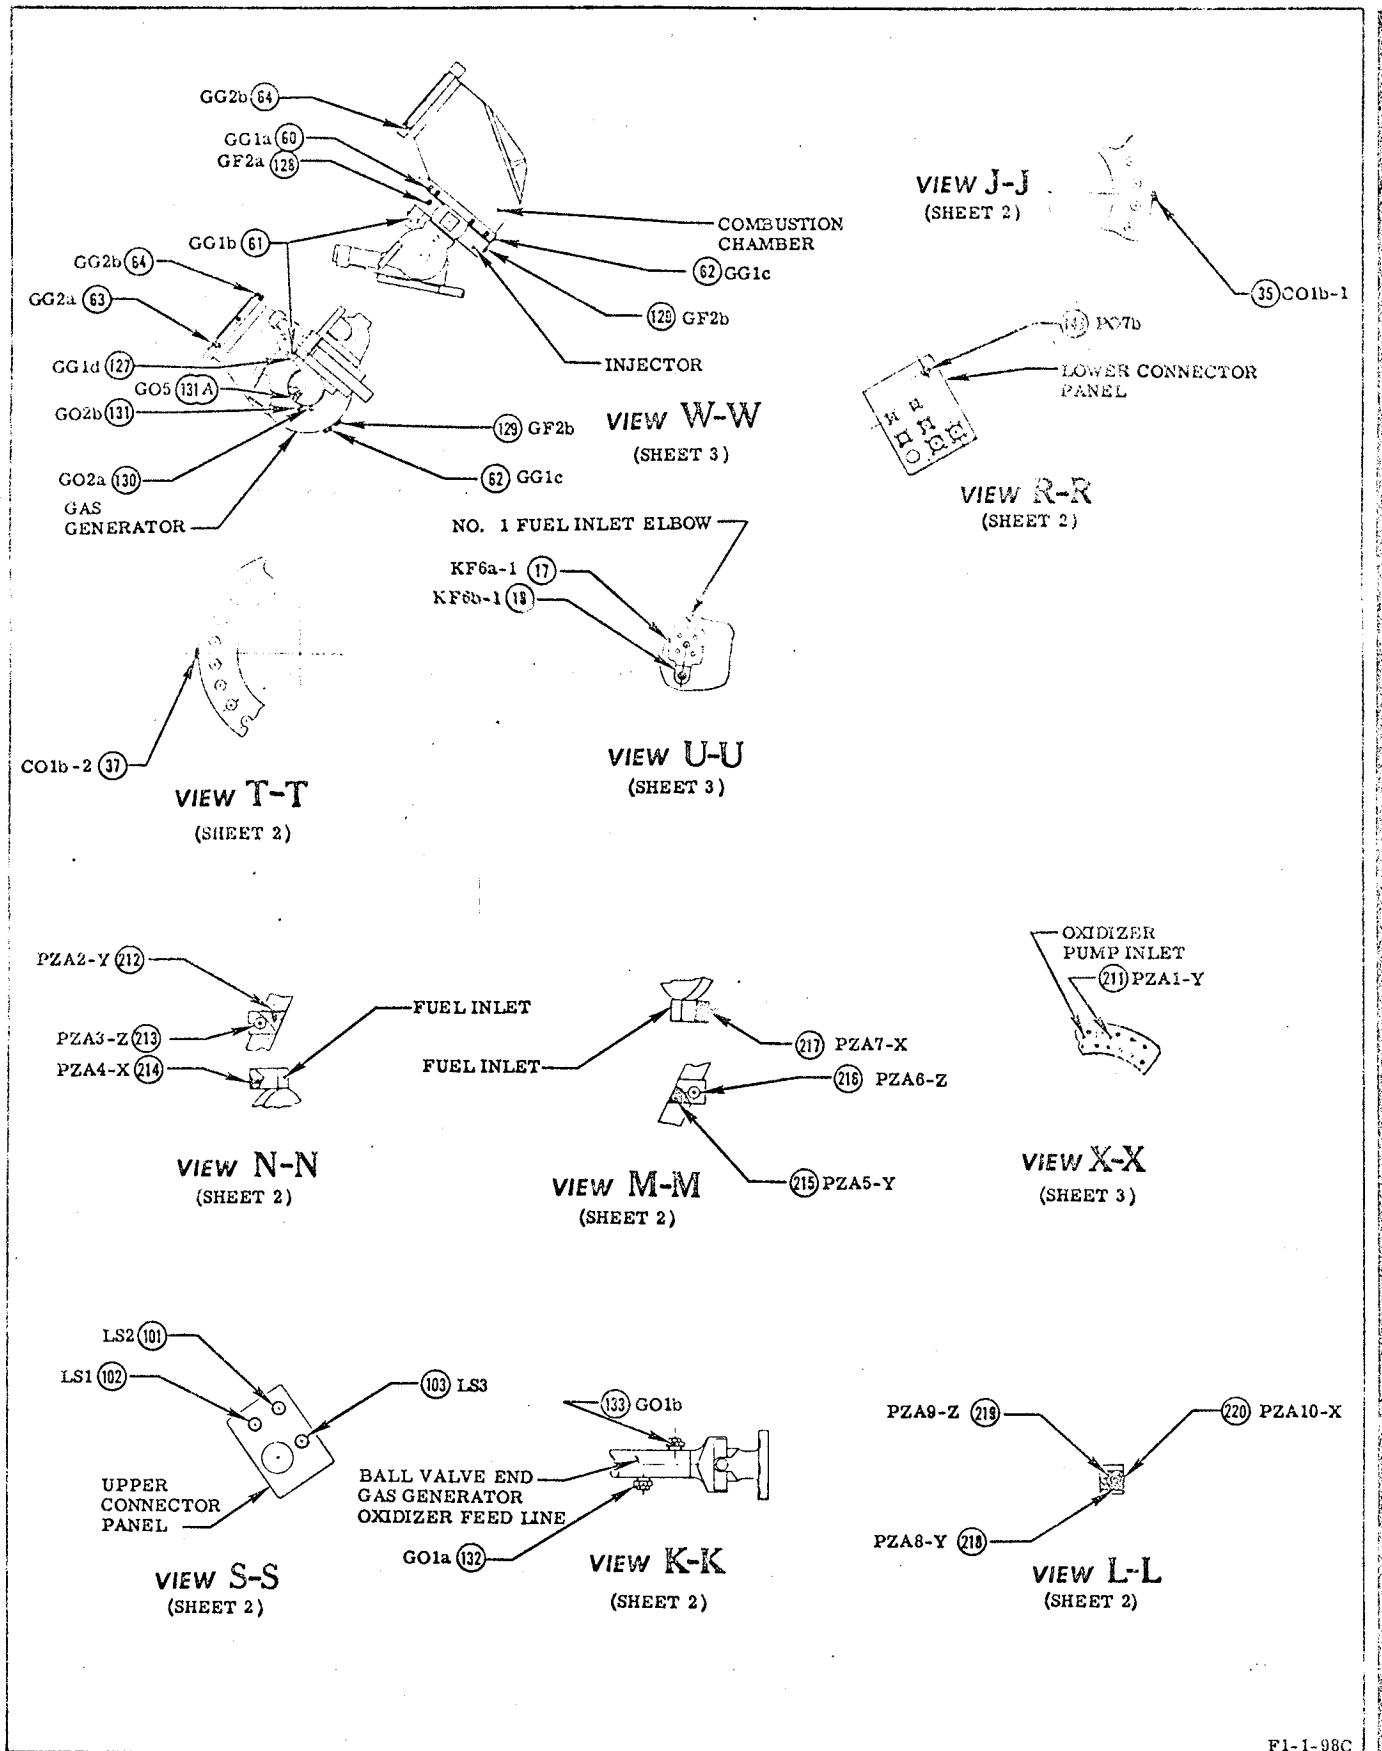 GG2b 64
GG1a 60
GF2a 128
COMBUSTION
CHAMBER
GG1b 61
62 GG1c
GG2b 64
GG2a 63
129 GF2b
INJECTOR
GG1d 127
GO5 131A
GO2b 131
129 GF2b
GO2a 130
62 GG1c
GAS
GENERATOR
VIEW W-W
(SHEET 3)
VIEW J-J
(SHEET 2)
35 CO1b-1
PO7b
LOWER CONNECTOR
PANEL
VIEW R-R
(SHEET 2)
NO. 1 FUEL INLET ELBOW
KF6a-1 17
KF6b-1 18
CO1b-2 37
VIEW T-T
(SHEET 2)
VIEW U-U
(SHEET 3)
PZA2-Y 212
PZA3-Z 213
PZA4-X 214
FUEL INLET
VIEW N-N
(SHEET 2)
FUEL INLET
217 PZA7-X
216 PZA6-Z
215 PZA5-Y
VIEW M-M
(SHEET 2)
OXIDIZER
PUMP INLET
211 PZA1-Y
VIEW X-X
(SHEET 3)
LS2 101
LS1 102
103 LS3
UPPER
CONNECTOR
PANEL
VIEW S-S
(SHEET 2)
133 GO1b
BALL VALVE END
GAS GENERATOR
OXIDIZER FEED LINE
GO1a 132
VIEW K-K
(SHEET 2)
PZA9-Z 219
220 PZA10-X
PZA8-Y 218
VIEW L-L
(SHEET 2)
F1-1-98C